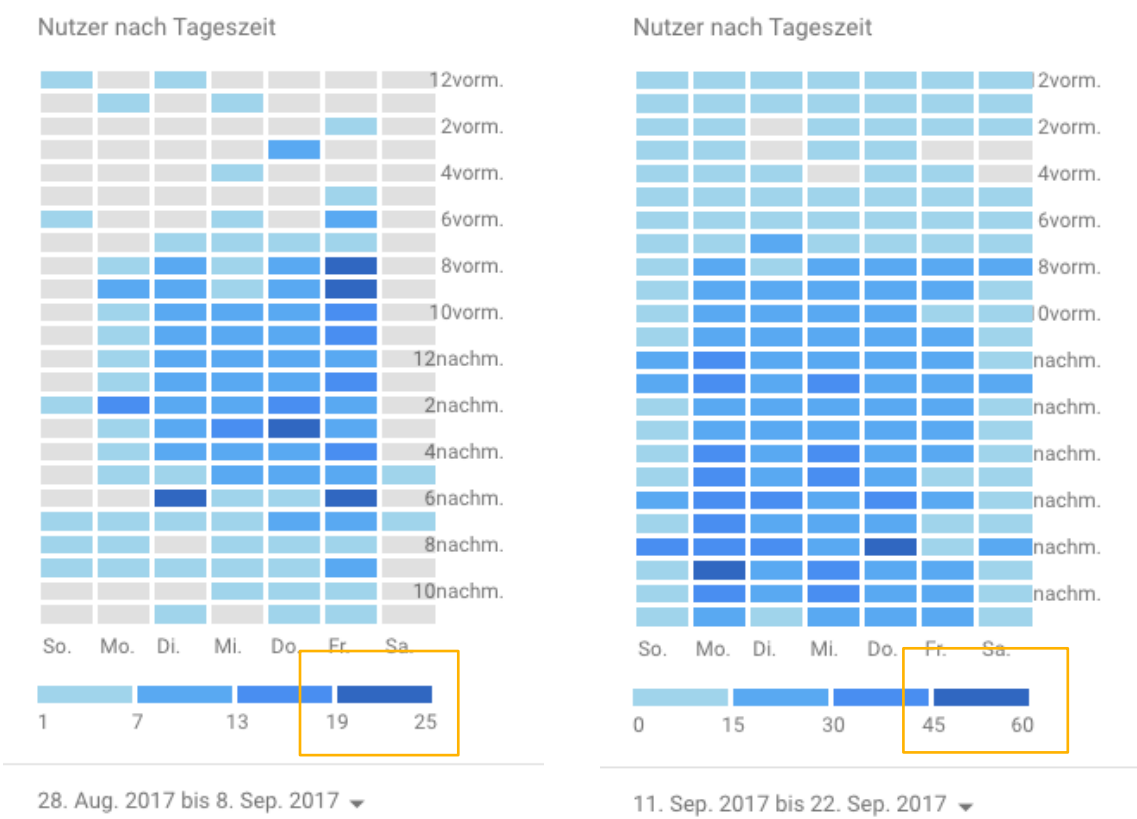 Nutzer nach Tageszeit
12vorm.
2vorm.
4vorm.
6vorm.
8vorm.
10vorm.
12nachm.
2nachm.
4nachm.
6nachm.
8nachm.
10nachm.
So. Mo. Di. Mi. Do. Fr. Sa.
1 7 13 19 25
28. Aug. 2017 bis 8. Sep. 2017
Nutzer nach Tageszeit
2vorm.
2vorm.
4vorm.
6vorm.
8vorm.
0vorm.
nachm.
nachm.
nachm.
nachm.
nachm.
nachm.
So. Mo. Di. Mi. Do. Fr. Sa.
0 15 30 45 60
11. Sep. 2017 bis 22. Sep. 2017